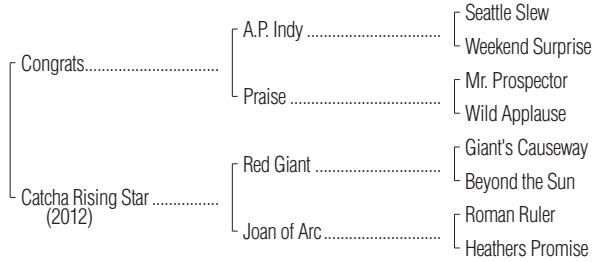 Seattle Slew
A.P. Indy
Weekend Surprise
Congrats
Mr. Prospector
Praise
Wild Applause
Giant's Causeway
Red Giant
Beyond the Sun
Catcha Rising Star
(2012)
Roman Ruler
Joan of Arc
Heathers Promise